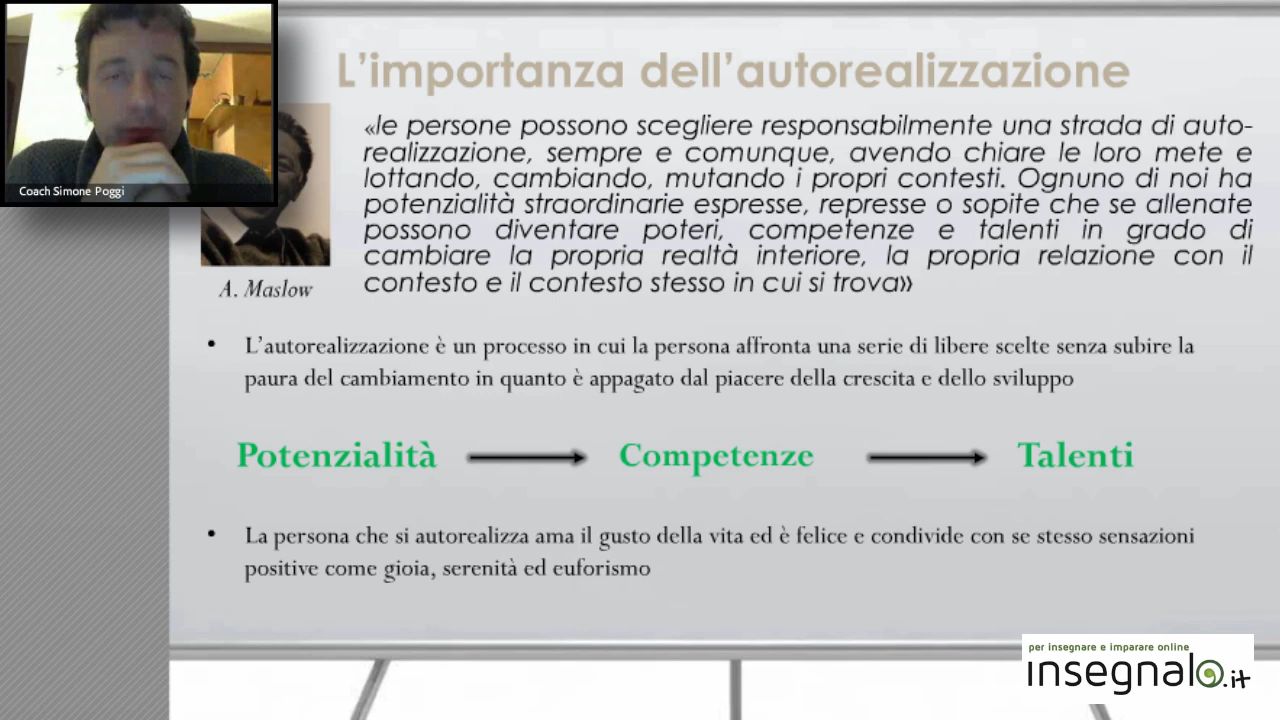 Coach Simone Poggi
L'importanza dell'autorealizzazione
«le persone possono scegliere responsabilmente una strada di auto-
realizzazione, sempre e comunque, avendo chiare le loro mete e
lottando, cambiando, mutando i propri contesti. Ognuno di noi ha
potenzialità straordinarie espresse, represse o sopite che se allenate
possono diventare poteri, competenze e talenti in grado di
cambiare la propria realtà interiore, la propria relazione con il
contesto e il contesto stesso in cui si trova»
A. Maslow
• L'autorealizzazione è un processo in cui la persona affronta una serie di libere scelte senza subire la
paura del cambiamento in quanto è appagato dal piacere della crescita e dello sviluppo
Potenzialità Competenze Talenti
• La persona che si autorealizza ama il gusto della vita ed è felice e condivide con se stesso sensazioni
positive come gioia, serenità ed euforismo
per insegnare e imparare online
insegnalo.it